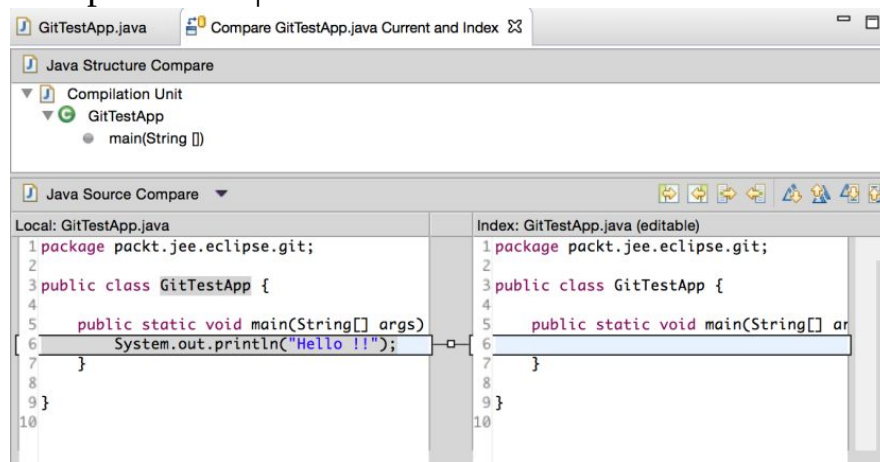 GitTestApp.java
Compare GitTestApp.java Current and Index
Java Structure Compare
Compilation Unit
GitTestApp
main(String [])
Java Source Compare
Local: GitTestApp.java
1 package packt.jee.eclipse.git;
2
3 public class GitTestApp {
4
5 public static void main(String[] args)
6 System.out.println("Hello !!");
7 }
8
9 }
10
Index: GitTestApp.java (editable)
1 package packt.jee.eclipse.git;
2
3 public class GitTestApp {
4
5 public static void main(String[] ar
6
7 }
8
9 }
10